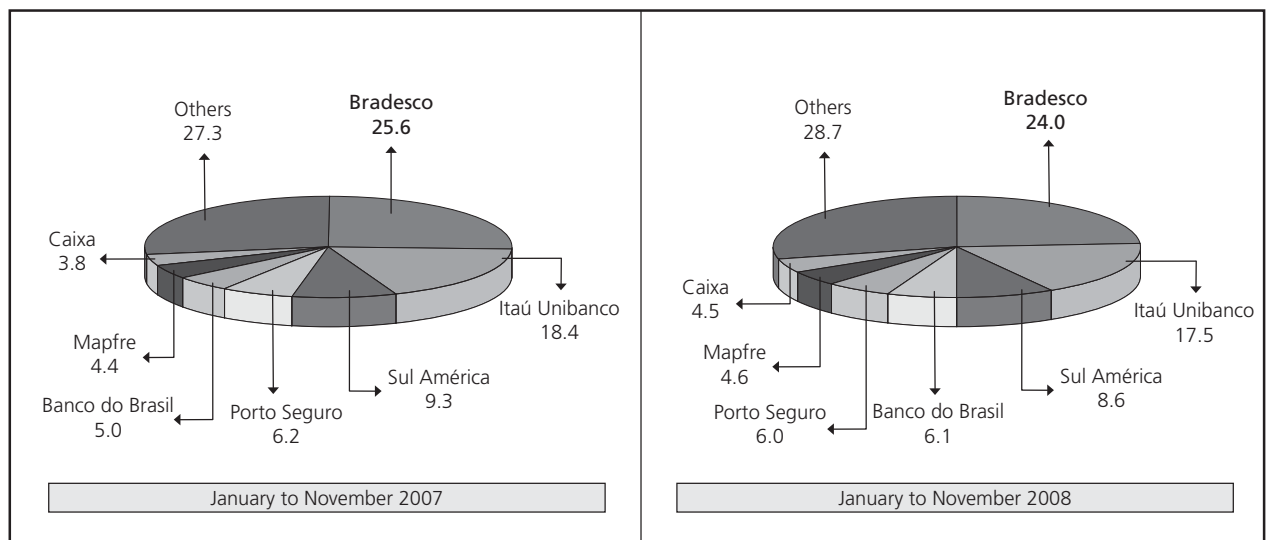 Others
27.3
Bradesco
25.6
Caixa
3.8
Itaú Unibanco
18.4
Mapfre
4.4
Sul América
9.3
Banco do Brasil
5.0
Porto Seguro
6.2
January to November 2007
Others
28.7
Bradesco
24.0
Caixa
4.5
Itaú Unibanco
17.5
Mapfre
4.6
Sul América
8.6
Porto Seguro
6.0
Banco do Brasil
6.1
January to November 2008